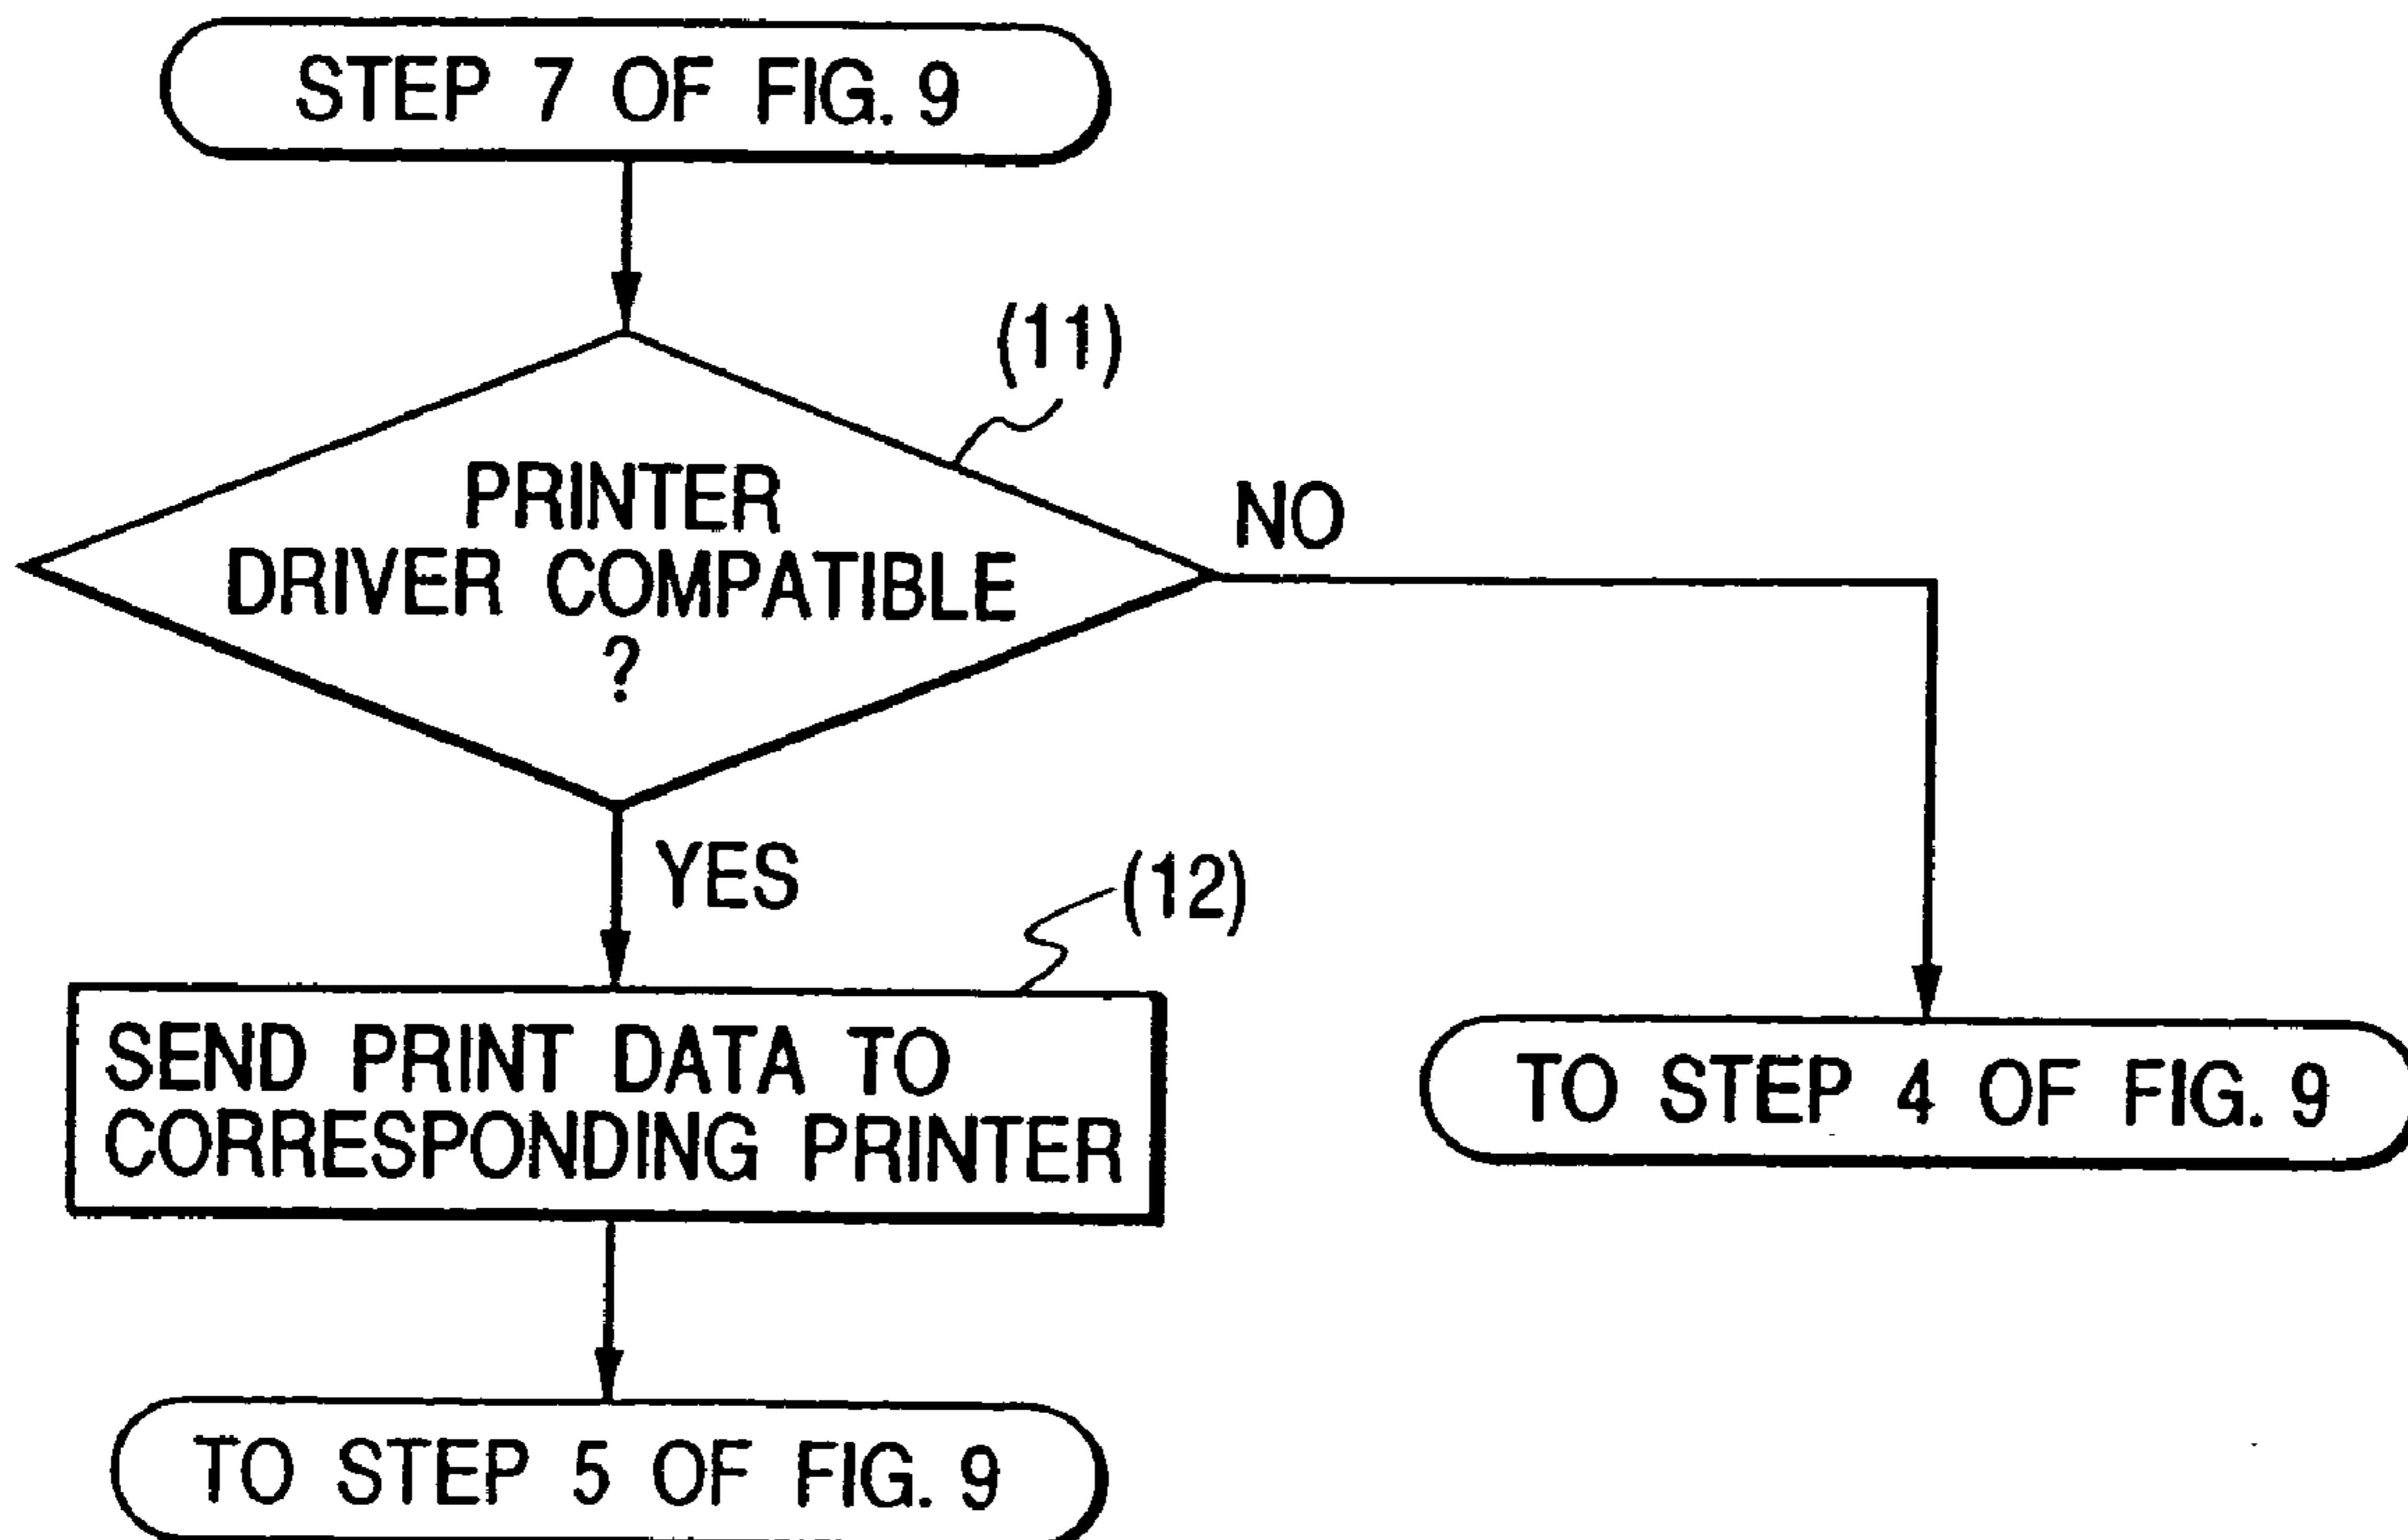 STEP 7 OF FIG. 9
(11)
PRINTER
DRIVER COMPATIBLE
?
NO
YES
(12)
SEND PRINT DATA TO
CORRESPONDING PRINTER
TO STEP 4 OF FIG. 9
TO STEP 5 OF FIG. 9